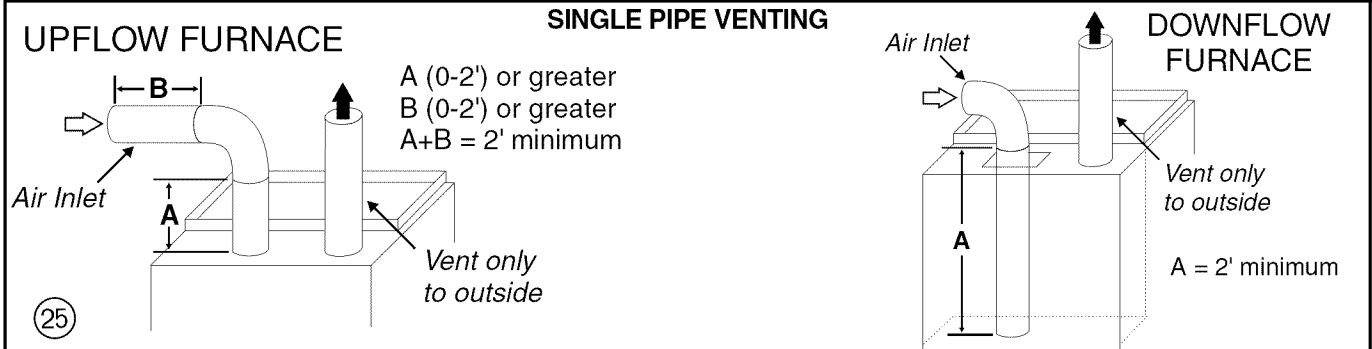 SINGLE PIPE VENTING
UPFLOW FURNACE
B
A (0-2') or greater
B (0-2') or greater
A+B = 2' minimum
Air Inlet
A
Vent only
to outside
25
DOWNFLOW
FURNACE
Air Inlet
Vent only
to outside
A
A = 2' minimum